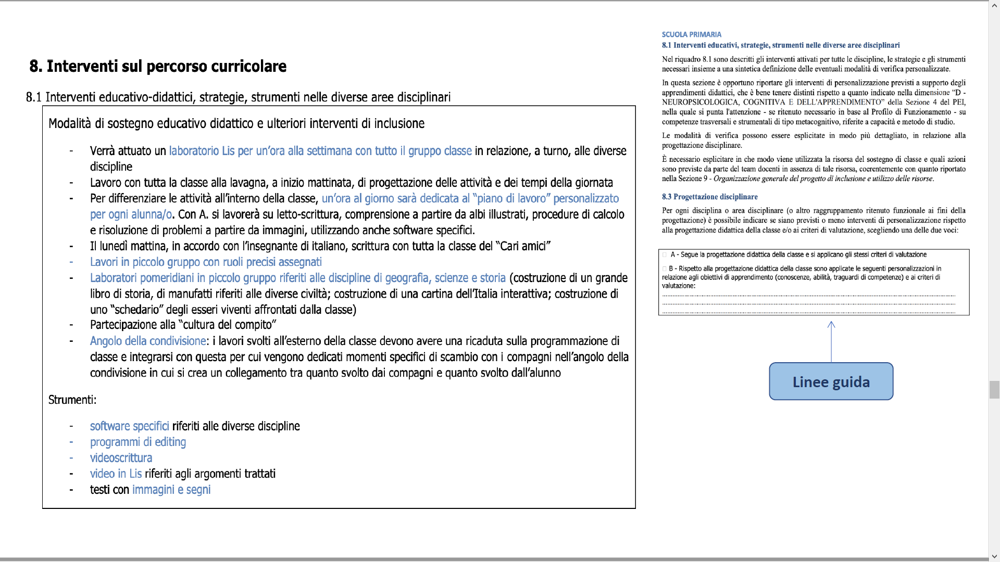 8. Interventi sul percorso curricolare
8.1 Interventi educativo-didattici, strategie, strumenti nelle diverse aree disciplinari
Modalità di sostegno educativo didattico e ulteriori interventi di inclusione
- Verrà attuato un laboratorio Lis per un’ora alla settimana con tutto il gruppo classe in relazione, a turno, alle diverse
discipline
- Lavoro con tutta la classe alla lavagna, a inizio mattinata, di progettazione delle attività e dei tempi della giornata
- Per differenziare le attività all’interno della classe, un’ora al giorno sarà dedicata al “piano di lavoro” personalizzato
per ogni alunna/o. Con A. si lavorerà su letto-scrittura, comprensione a partire da albi illustrati, procedure di calcolo
e risoluzione di problemi a partire da immagini, utilizzando anche software specifici.
- Il lunedì mattina, in accordo con l’insegnante di italiano, scrittura con tutta la classe del “Cari amici”
- Lavori in piccolo gruppo con ruoli precisi assegnati
- Laboratori pomeridiani in piccolo gruppo riferiti alle discipline di geografia, scienze e storia (costruzione di un grande
libro di storia, di manufatti riferiti alle diverse civiltà; costruzione di una cartina dell’Italia interattiva; costruzione di
uno “schedario” degli esseri viventi affrontati dalla classe)
- Partecipazione alla “cultura del compito”
- Angolo della condivisione: i lavori svolti all’esterno della classe devono avere una ricaduta sulla programmazione di
classe e integrarsi con questa per cui vengono dedicati momenti specifici di scambio con i compagni nell’angolo della
condivisione in cui si crea un collegamento tra quanto svolto dai compagni e quanto svolto dall’alunno
Strumenti:
- software specifici riferiti alle diverse discipline
- programmi di editing
- videoscrittura
- video in Lis riferiti agli argomenti trattati
- testi con immagini e segni
SCUOLA PRIMARIA
8.1 Interventi educativi, strategie, strumenti nelle diverse aree disciplinari
Nel riquadro 8.1 sono descritti gli interventi attivati per tutte le discipline, le strategie e gli strumenti
necessari insieme a una sintetica definizione delle eventuali modalità di verifica personalizzate.
In questa sezione è opportuno riportare gli interventi di personalizzazione previsti a supporto degli
apprendimenti didattici, che è bene tenere distinti rispetto a quanto indicato nella dimensione “D -
NEUROPSICOLOGICA, COGNITIVA E DELL'APPRENDIMENTO” della Sezione 4 del PEI,
nella quale si punta l'attenzione - se ritenuto necessario in base al Profilo di Funzionamento - su
competenze trasversali e strumentali di tipo metacognitivo, riferite a capacità e metodo di studio.
Le modalità di verifica possono essere esplicitate in modo più dettagliato, in relazione alla
progettazione disciplinare.
È necessario esplicitare in che modo viene utilizzata la risorsa del sostegno di classe e quali azioni
sono previste da parte del team docenti in assenza di tale risorsa, coerentemente con quanto riportato
nella Sezione 9 - Organizzazione generale del progetto di inclusione e utilizzo delle risorse.
8.3 Progettazione disciplinare
Per ogni disciplina o area disciplinare (o altro raggruppamento ritenuto funzionale ai fini della
progettazione) è possibile indicare se siano previsti o meno interventi di personalizzazione rispetto
alla progettazione didattica della classe e/o ai criteri di valutazione, scegliendo una delle due voci:
□ A - Segue la progettazione didattica della classe e si applicano gli stessi criteri di valutazione
□ B - Rispetto alla progettazione didattica della classe sono applicate le seguenti personalizzazioni in
relazione agli obiettivi di apprendimento (conoscenze, abilità, traguardi di competenze) e ai criteri di
valutazione:
Linee guida